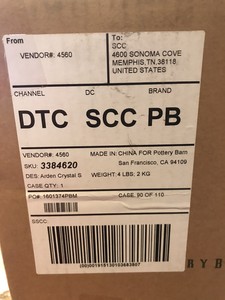 From
To:
VENDOR#: 4560
SCC
4600 SONOMA COVE
MEMPHIS,TN,38118
UNITED STATES
CHANNEL DC BRAND
DTC SCC PB
VENDOR#: 4560
MADE IN: CHINA FOR Pottery Barn
SKU: 3384620
San Francisco, CA 94109
DES: Arden Crystal S
WEIGHT: 4 LBS; 2 KG
CASE QTY: 1
PO#: 1601374PBM
CASE, 90 OF 110
SSCC
R Y B